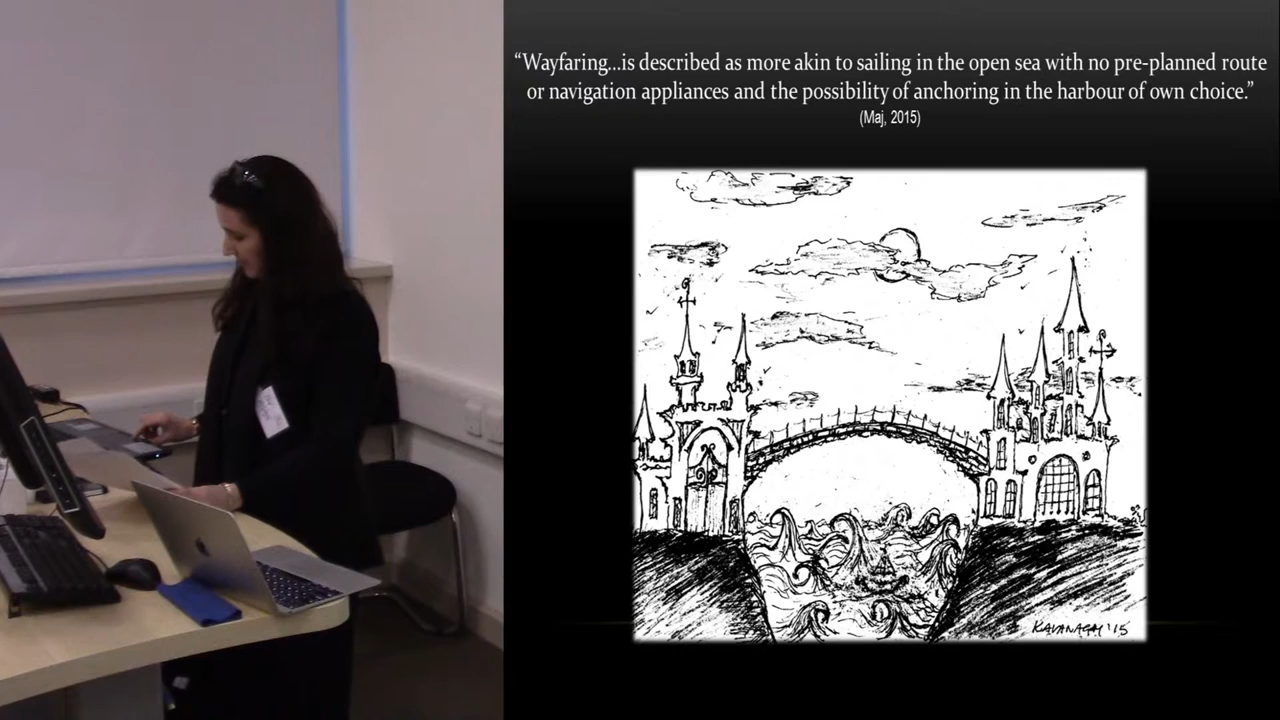 “Wayfaring...is described as more akin to sailing in the open sea with no pre-planned route
or navigation appliances and the possibility of anchoring in the harbour of own choice.”
(Maj, 2015)
KAVANAGH '15